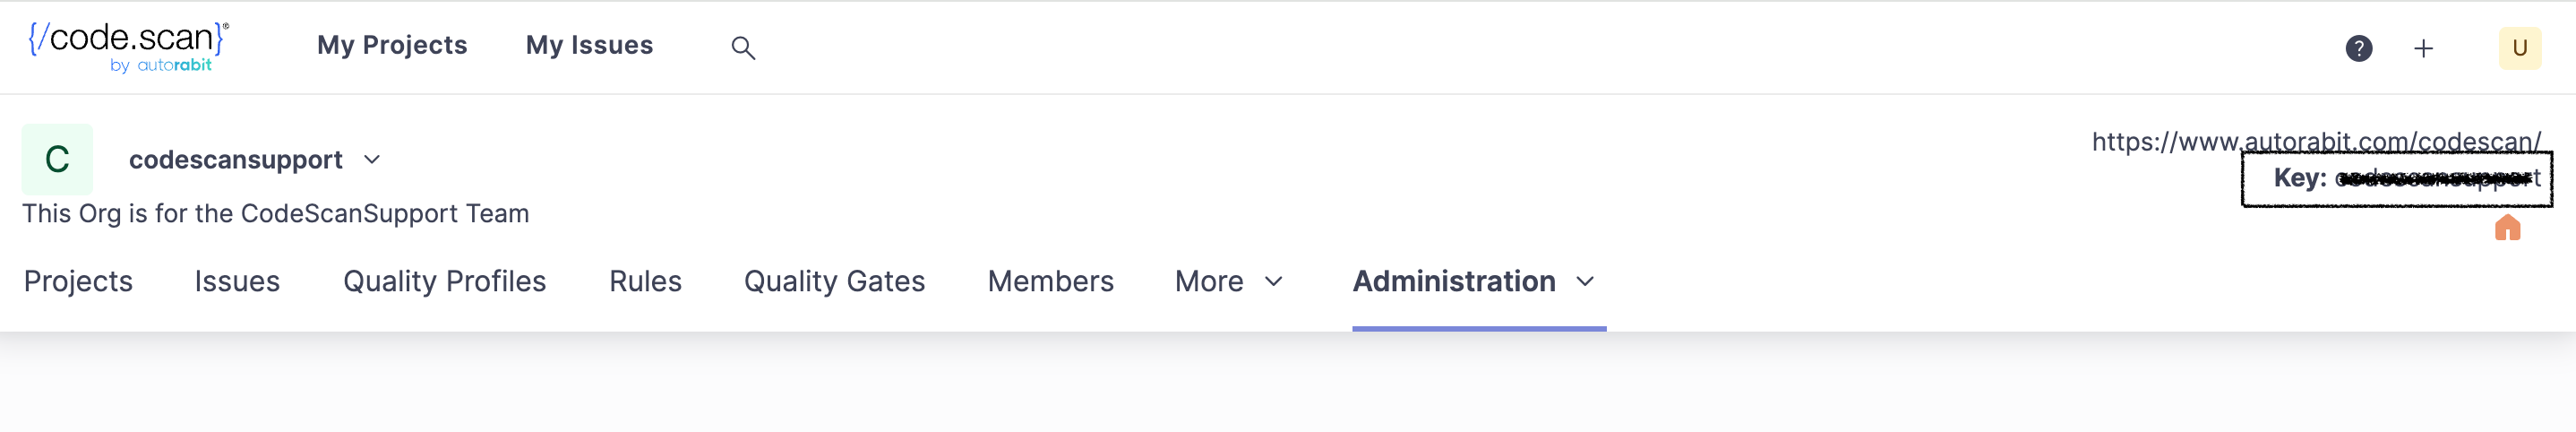 {/code.scan}®
by autorabit
My Projects
My Issues
?
U
C
codescansupport
https://www.autorabit.com/codescan/
Key:
This Org is for the CodeScanSupport Team
Projects
Issues
Quality Profiles
Rules
Quality Gates
Members
More
Administration